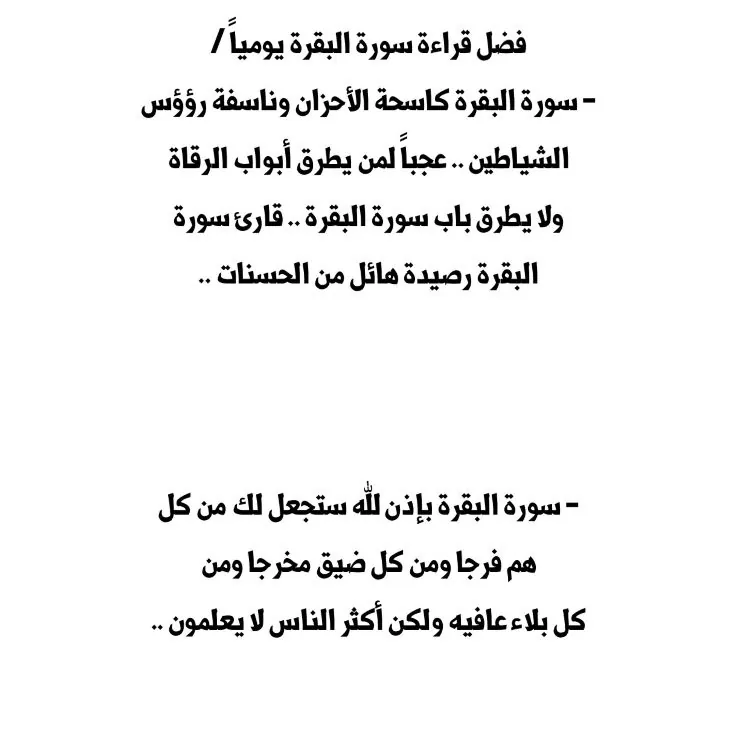 فضل قراءة سورة البقرة يومياً /
- سورة البقرة كاسحة الأحزان وناسفة رؤؤس
الشياطين .. عجباً لمن يطرق أبواب الرقاة
ولا يطرق باب سورة البقرة .. قارئ سورة
البقرة رصيدة هائل من الحسنات ..
- سورة البقرة بإذن لله ستجعل لك من كل
هم فرجا ومن كل ضيق مخرجا ومن
كل بلاء عافيه ولكن أكثر الناس لا يعلمون ..